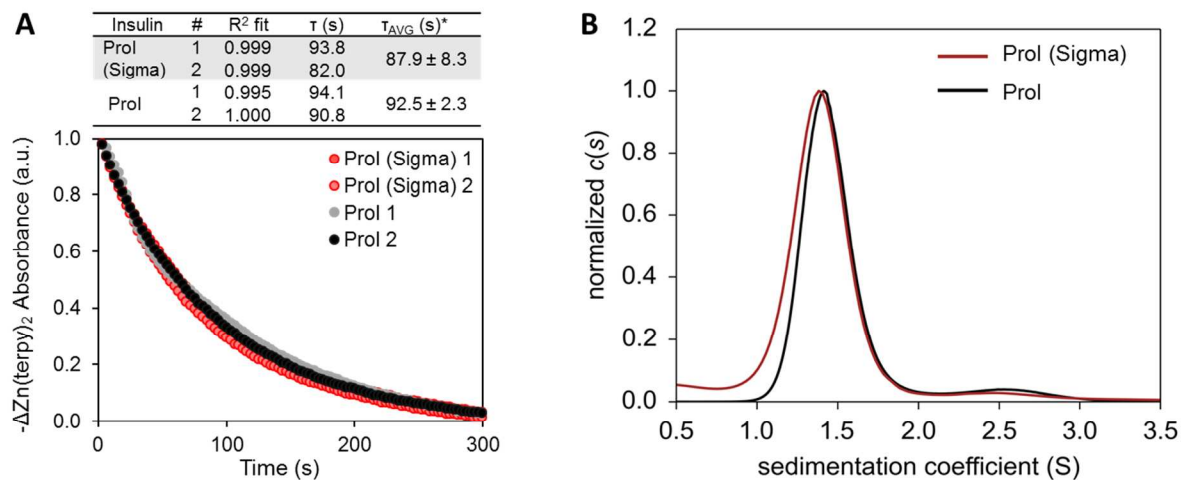 A
Insulin # R² fit τ (s) τAVG (s)*
ProI 1 0.999 93.8
(Sigma) 2 0.999 82.0
87.9 ± 8.3
ProI 1 0.995 94.1
2 1.000 90.8
92.5 ± 2.3
-ΔZn(terpy)₂ Absorbance (a.u.)
1.0
0.8
0.6
0.4
0.2
0.0
ProI (Sigma) 1
ProI (Sigma) 2
ProI 1
ProI 2
0 100 200 300
Time (s)
B
normalized c(s)
1.2
1.0
0.8
1.0
0.4
0.2
0.0
ProI (Sigma)
ProI
0.5 1.0 1.5 2.0 2.5 3.0 3.5
sedimentation coefficient (S)